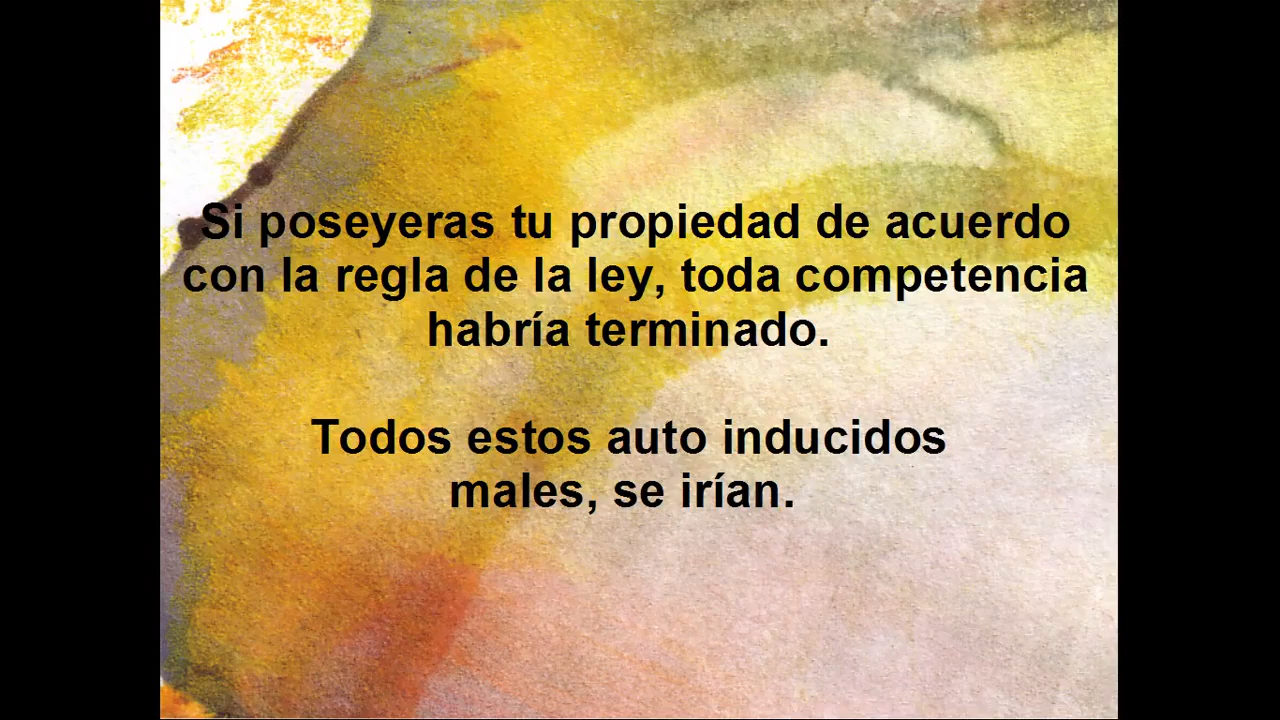 Si poseyeras tu propiedad de acuerdo
con la regla de la ley, toda competencia
habría terminado.
Todos estos auto inducidos
males, se irían.